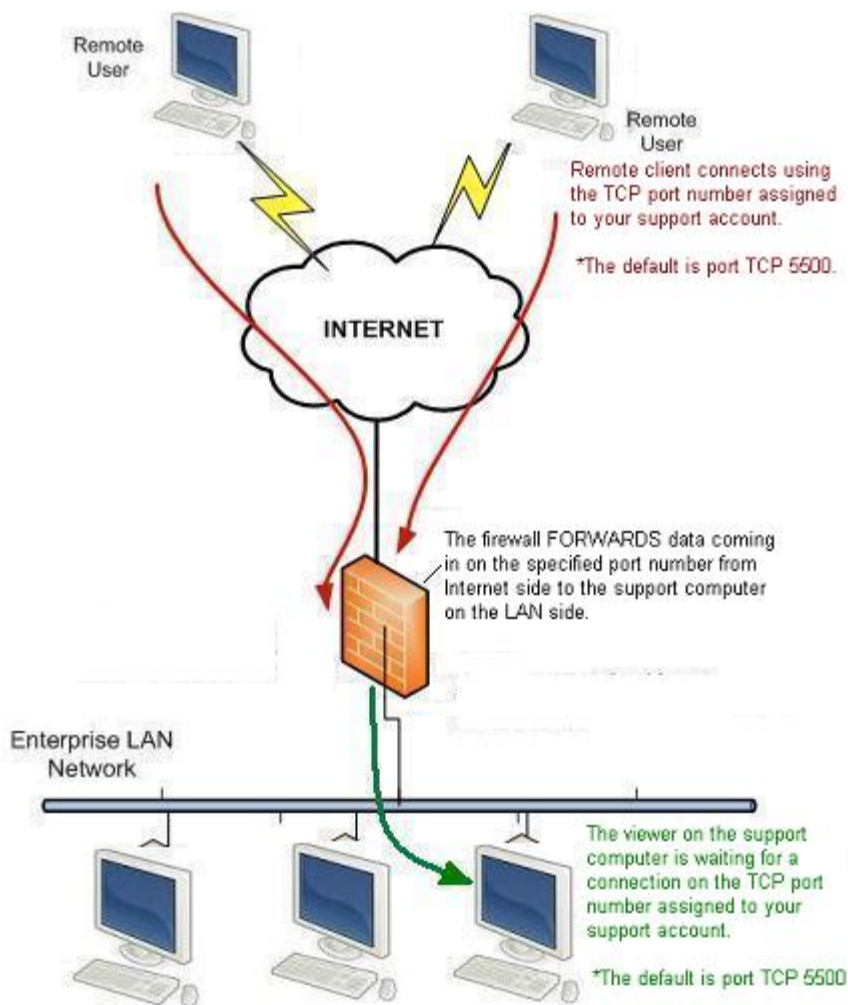 Remote
User
Remote
User
Remote client connects using
the TCP port number assigned
to your support account.
*The default is port TCP 5500.
INTERNET
The firewall FORWARDS data coming
in on the specified port number from
Internet side to the support computer
on the LAN side.
Enterprise LAN
Network
The viewer on the support
computer is waiting for a
connection on the TCP port
number assigned to your
support account.
*The default is port TCP 5500